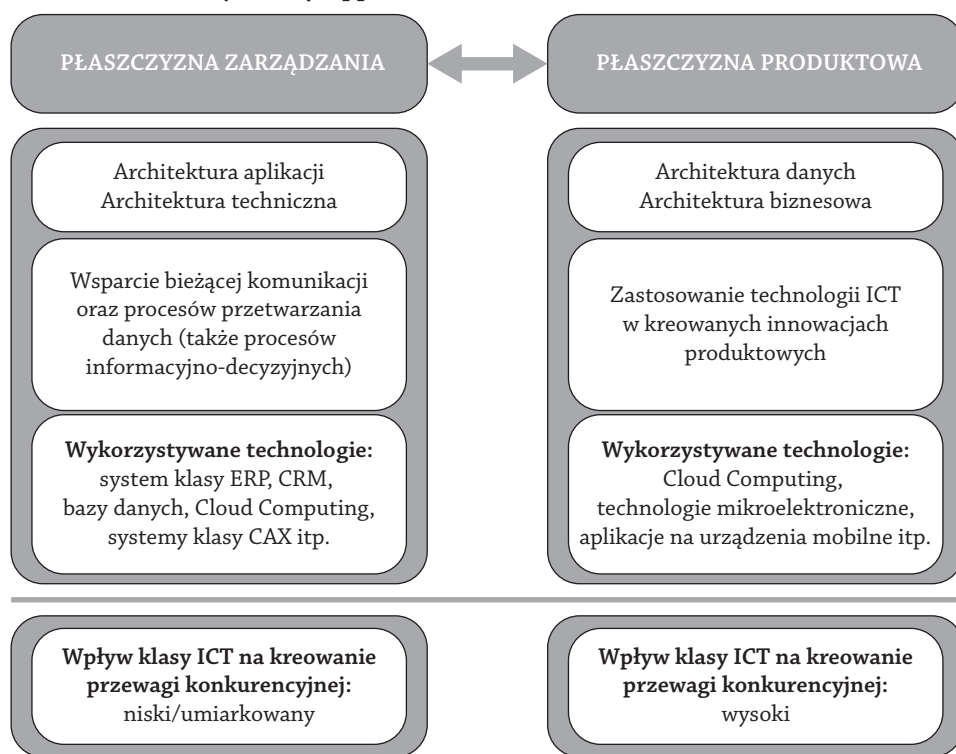 PŁASZCZYZNA ZARZĄDZANIA
PŁASZCZYZNA PRODUKTOWA
Architektura aplikacji
Architektura techniczna
Wsparcie bieżącej komunikacji
oraz procesów przetwarzania
danych (także procesów
informacyjno-decyzyjnych)
Wykorzystywane technologie:
system klasy ERP, CRM,
bazy danych, Cloud Computing,
systemy klasy CAX itp.
Architektura danych
Architektura biznesowa
Zastosowanie technologii ICT
w kreowanych innowacjach
produktowych
Wykorzystywane technologie:
Cloud Computing,
technologie mikroelektroniczne,
aplikacje na urządzenia mobilne itp.
Wpływ klasy ICT na kreowanie
przewagi konkurencyjnej:
niski/umiarkowany
Wpływ klasy ICT na kreowanie
przewagi konkurencyjnej:
wysoki